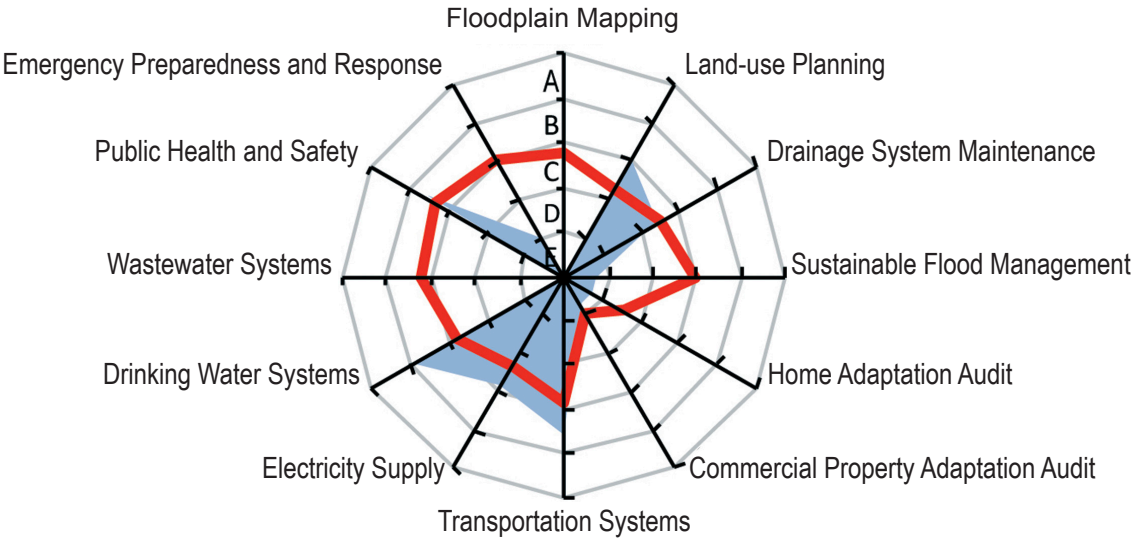 Floodplain Mapping
Emergency Preparedness and Response
Land-use Planning
A
B
Public Health and Safety
Drainage System Maintenance
C
D
E
Wastewater Systems
Sustainable Flood Management
Drinking Water Systems
Home Adaptation Audit
Electricity Supply
Commercial Property Adaptation Audit
Transportation Systems